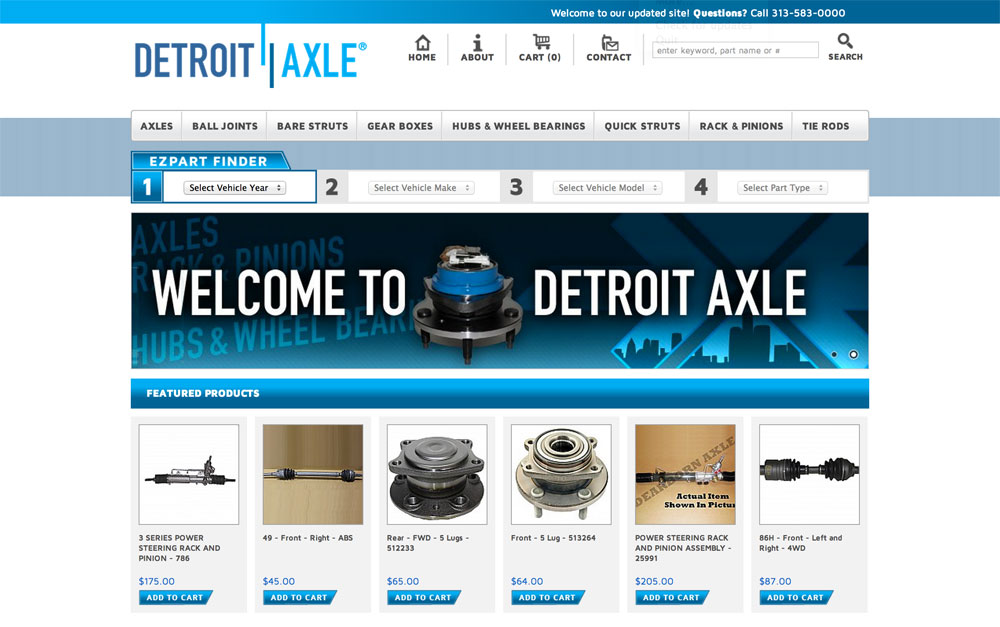 Welcome to our updated site! Questions? Call 313-583-0000
DETROIT AXLE®
HOME
ABOUT
CART (0)
CONTACT
enter keyword, part name or #
SEARCH
AXLES
BALL JOINTS
BARE STRUTS
GEAR BOXES
HUBS & WHEEL BEARINGS
QUICK STRUTS
RACK & PINIONS
TIE RODS
EZPART FINDER
1 Select Vehicle Year
2 Select Vehicle Make
3 Select Vehicle Model
4 Select Part Type
AXLES
RACK & PINIONS
HUBS & WHEEL BEAR
WELCOME TO DETROIT AXLE
FEATURED PRODUCTS
DEARBORN AXLE
Actual Item
Shown In Pictur
3 SERIES POWER
STEERING RACK AND
PINION - 786
$175.00
ADD TO CART
49 - Front - Right - ABS
$45.00
ADD TO CART
Rear - FWD - 5 Lugs -
512233
$65.00
ADD TO CART
Front - 5 Lug - 513264
$64.00
ADD TO CART
POWER STEERING RACK
AND PINION ASSEMBLY -
25991
$205.00
ADD TO CART
86H - Front - Left and
Right - 4WD
$87.00
ADD TO CART